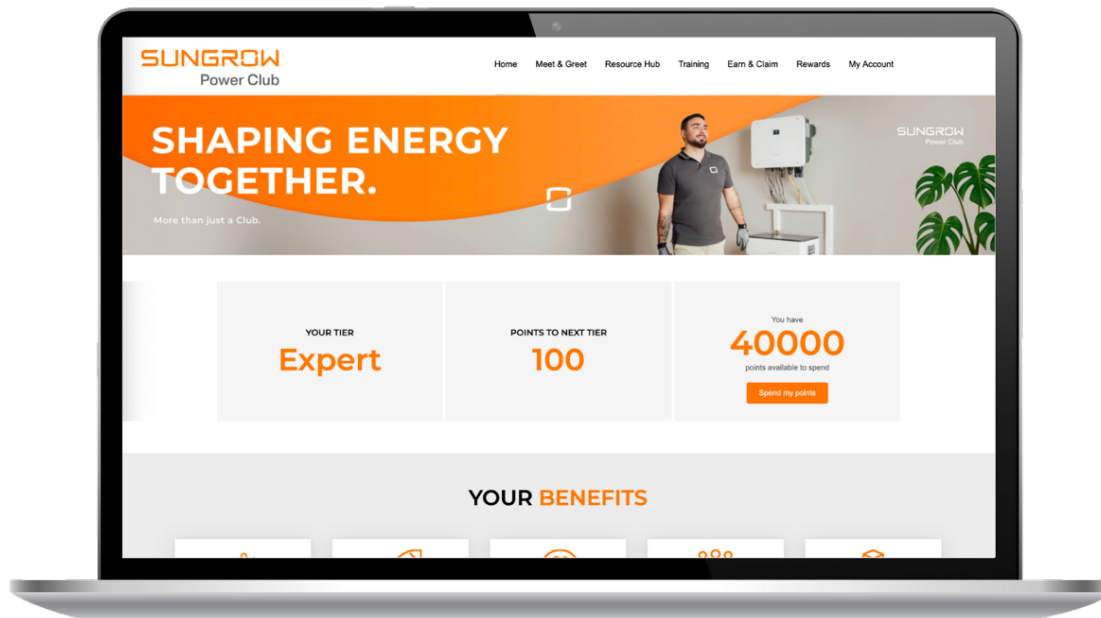 SUNGROW
Power Club
Home Meet & Greet Resource Hub Training Earn & Claim Rewards My Account
SHAPING ENERGY
TOGETHER.
More than just a Club.
SUNGROW
Power Club
YOUR TIER
Expert
POINTS TO NEXT TIER
100
You have
40000
points available to spend
Spend my points
YOUR BENEFITS